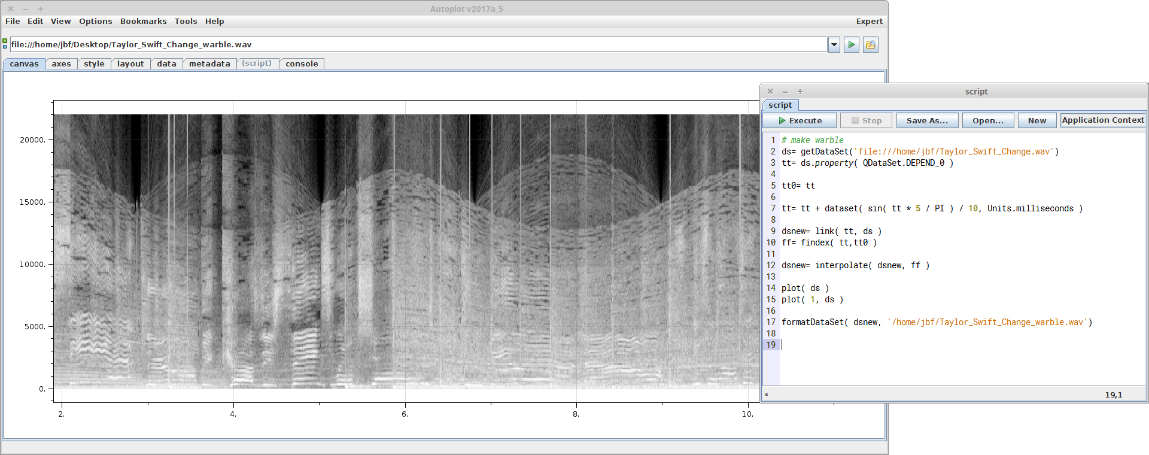 Autoplot v2017a_5
File Edit View Options Bookmarks Tools Help Expert
file:///home/jbf/Desktop/Taylor_Swift_Change_warble.wav
canvas axes style layout data metadata (script) console
20000.
15000.
10000.
5000.
0.
2. 4. 6. 8. 10.
script
script
Execute Stop Save As... Open... New Application Context
1 # make warble
2 ds= getDataSet('file:///home/jbf/Taylor_Swift_Change.wav')
3 tt= ds.property( QDataSet.DEPEND_0 )
4
5 tt0= tt
6
7 tt= tt + dataset( sin( tt * 5 / PI ) / 10, Units.milliseconds )
8
9 dsnew= link( tt, ds )
10 ff= findex( tt,tt0 )
11
12 dsnew= interpolate( dsnew, ff )
13
14 plot( ds )
15 plot( 1, ds )
16
17 formatDataSet( dsnew, '/home/jbf/Taylor_Swift_Change_warble.wav')
18
19
19,1